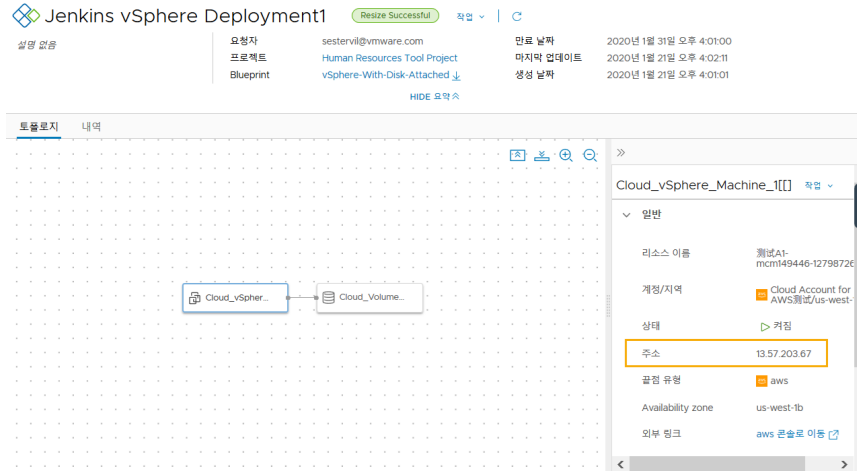 Jenkins vSphere Deployment1
Resize Successful
작업
설명 없음
요청자 sestervil@vmware.com
프로젝트 Human Resources Tool Project
Blueprint vSphere-With-Disk-Attached
만료 날짜 2020년 1월 31일 오후 4:01:00
마지막 업데이트 2020년 1월 21일 오후 4:02:11
생성 날짜 2020년 1월 21일 오후 4:01:01
HIDE 요약
토폴로지 내역
Cloud_vSpher...
Cloud_Volume...
Cloud_vSphere_Machine_1[[] 작업
일반
리소스 이름 测试A1-
mcm149446-12798726
계정/지역 Cloud Account for
AWS测试/us-west-
상태 켜짐
주소 13.57.203.67
끝점 유형 aws
Availability zone us-west-1b
외부 링크 aws 콘솔로 이동